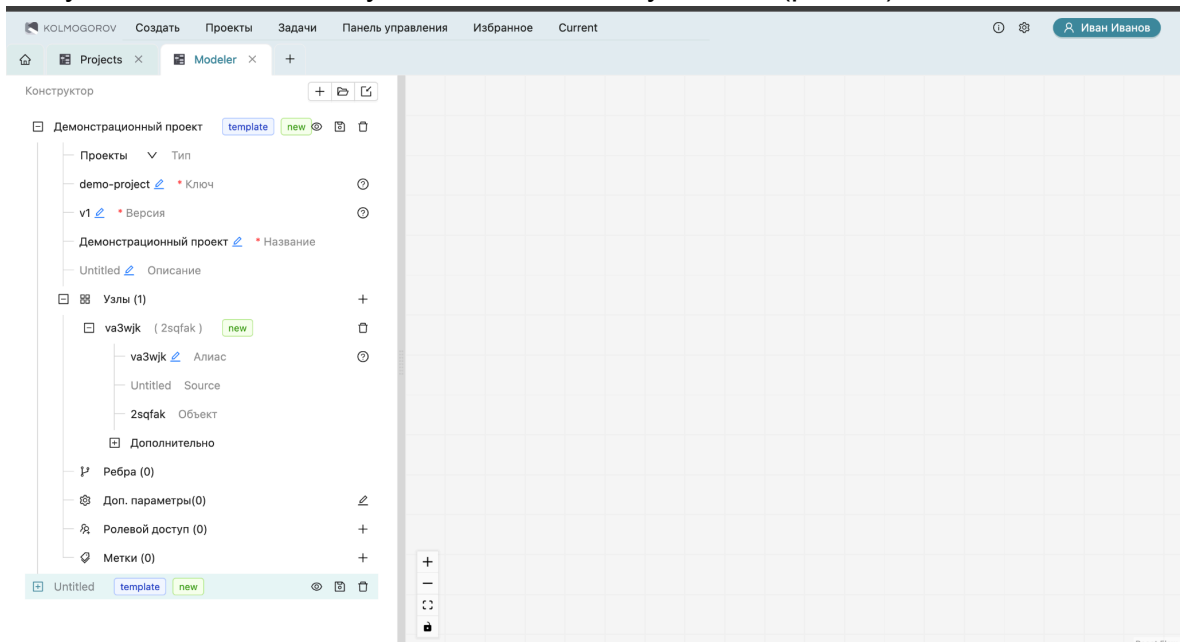 KOLMOGOROV Создать Проекты Задачи Панель управления Избранное Current Иван Иванов
Projects Modeler
Конструктор
Демонстрационный проект template new
Проекты Тип
demo-project * Ключ
v1 * Версия
Демонстрационный проект * Название
Untitled Описание
Узлы (1)
va3wjk ( 2sqfak ) new
va3wjk Алиас
Untitled Source
2sqfak Объект
Дополнительно
Ребра (0)
Доп. параметры(0)
Ролевой доступ (0)
Метки (0)
Untitled template new